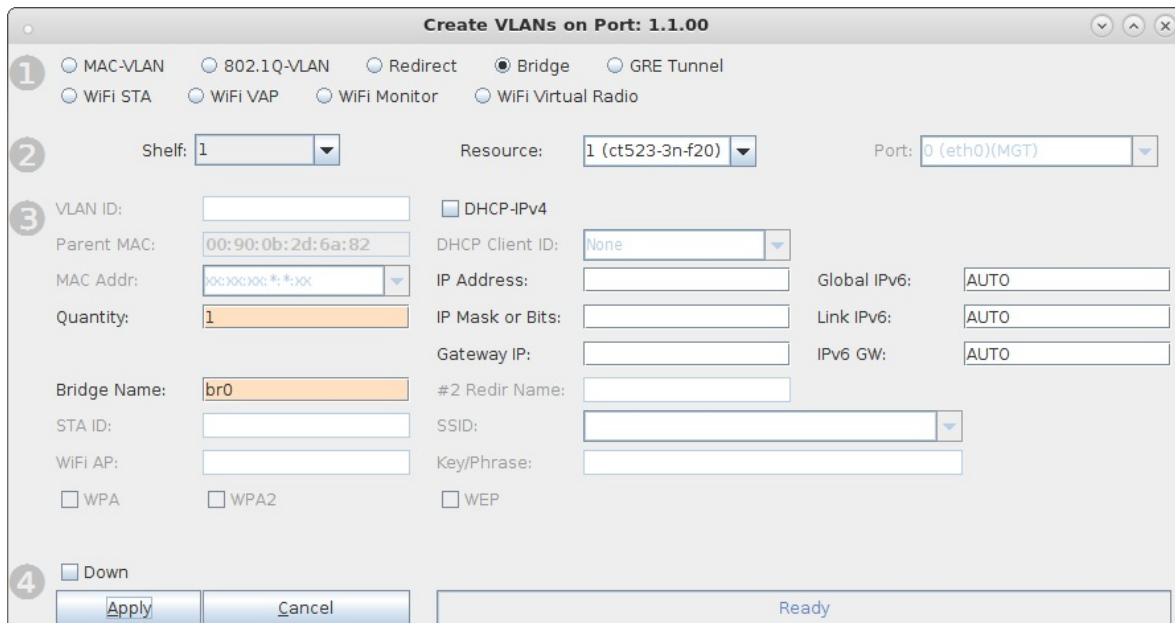 Create VLANs on Port: 1.1.00
1 MAC-VLAN 802.1Q-VLAN Redirect Bridge GRE Tunnel
WiFi STA WiFi VAP WiFi Monitor WiFi Virtual Radio
2 Shelf: 1 Resource: 1 (ct523-3n-f20) Port: 0 (eth0)(MGT)
3 VLAN ID: DHCP-IPv4
Parent MAC: 00:90:0b:2d:6a:82 DHCP Client ID: None
MAC Addr: xx:xx:xx:*:*:xx IP Address: Global IPv6: AUTO
Quantity: 1 IP Mask or Bits: Link IPv6: AUTO
Gateway IP: IPv6 GW: AUTO
Bridge Name: br0 #2 Redir Name:
STA ID: SSID:
WiFi AP: Key/Phrase:
WPA WPA2 WEP
4 Down
Apply Cancel Ready